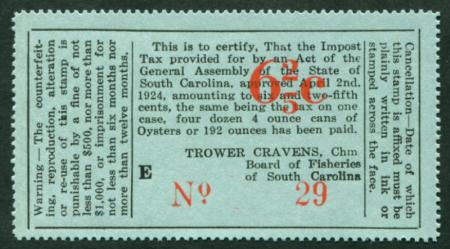 Warning—The counterfeit-
ing, reproduction, alteration
or re-use of this stamp is
punishable by a fine of not
less than $500, nor more than
$1,000, or imprisonment for
not less than six months nor
more than twelve months.
This is to certify, That the Impost
Tax provided for by an Act of the
General Assembly of the State of
South Carolina, approved April 2nd,
1924, amounting to six and two-fifth
cents, the same being the tax on one
case, four dozen 4 ounce cans of
Oysters or 192 ounces has been paid.
6⅖c
TROWER CRAVENS, Chm
Board of Fisheries
of South Carolina
E
No 29
Cancellation—Date of which
this stamp is affixed must be
plainly written in ink or
stamped across the face.